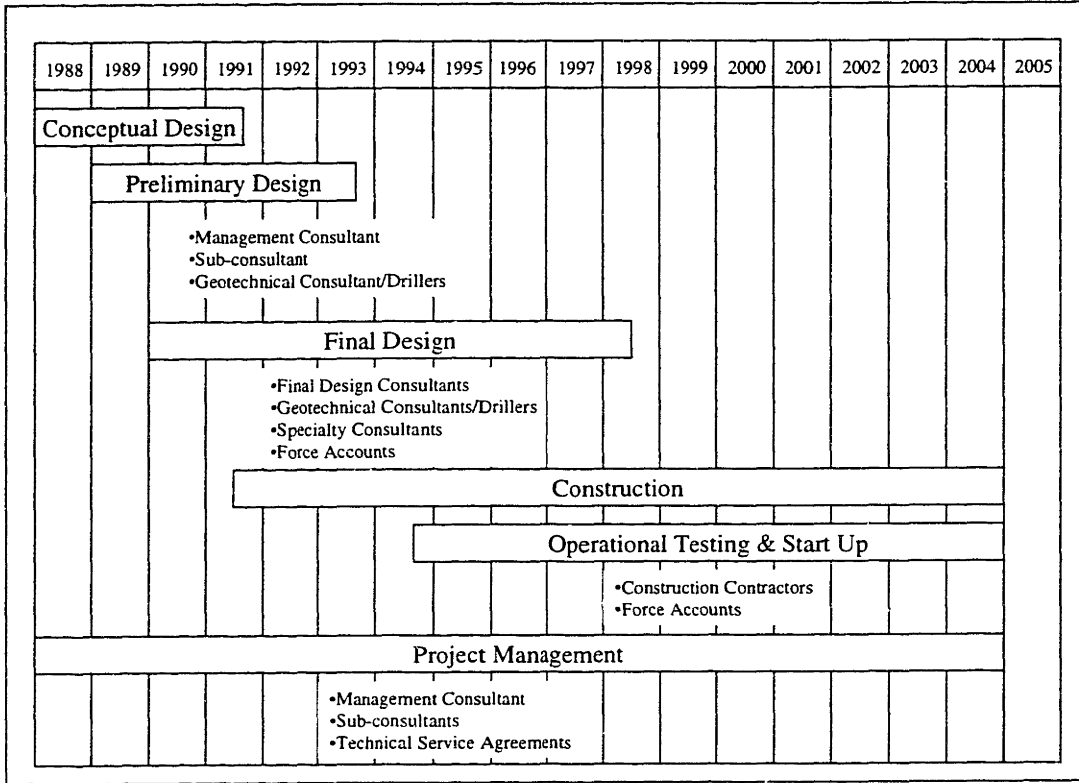 1988 1989 1990 1991 1992 1993 1994 1995 1996 1997 1998 1999 2000 2001 2002 2003 2004 2005
Conceptual Design
Preliminary Design
•Management Consultant
•Sub-consultant
•Geotechnical Consultant/Drillers
Final Design
•Final Design Consultants
•Geotechnical Consultants/Drillers
•Specialty Consultants
•Force Accounts
Construction
Operational Testing & Start Up
•Construction Contractors
•Force Accounts
Project Management
•Management Consultant
•Sub-consultants
•Technical Service Agreements